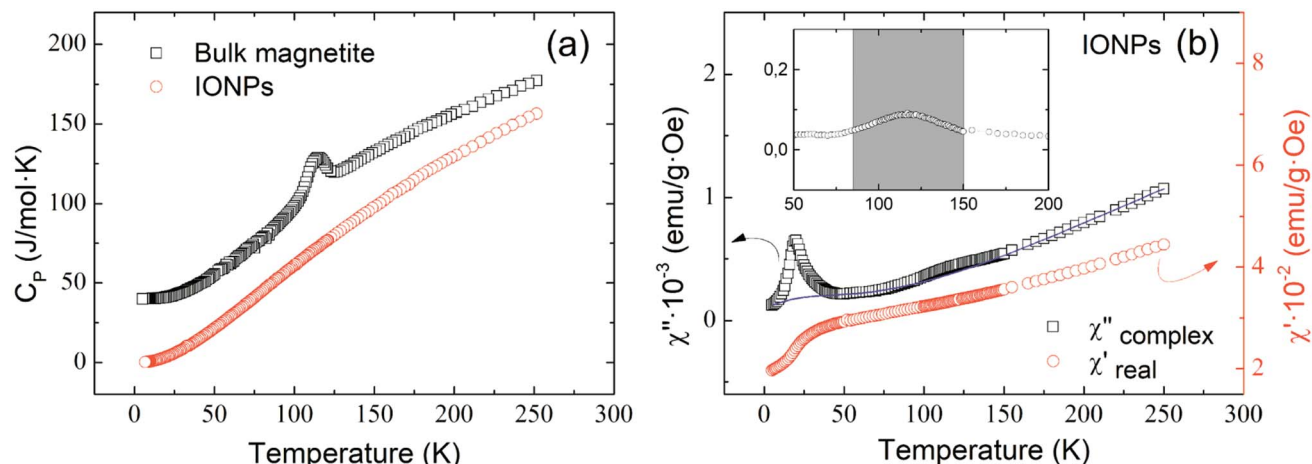 (a)
Bulk magnetite
IONPs
C_P (J/mol·K)
200
150
100
50
0
0 50 100 150 200 250 300
Temperature (K)
IONPs (b)
χ''·10⁻³ (emu/g·Oe)
2
1
0
0,2
0,0
50 100 150 200
χ'' complex
χ' real
0 50 100 150 200 250 300
Temperature (K)
8
6
4
2
χ'·10⁻² (emu/g·Oe)